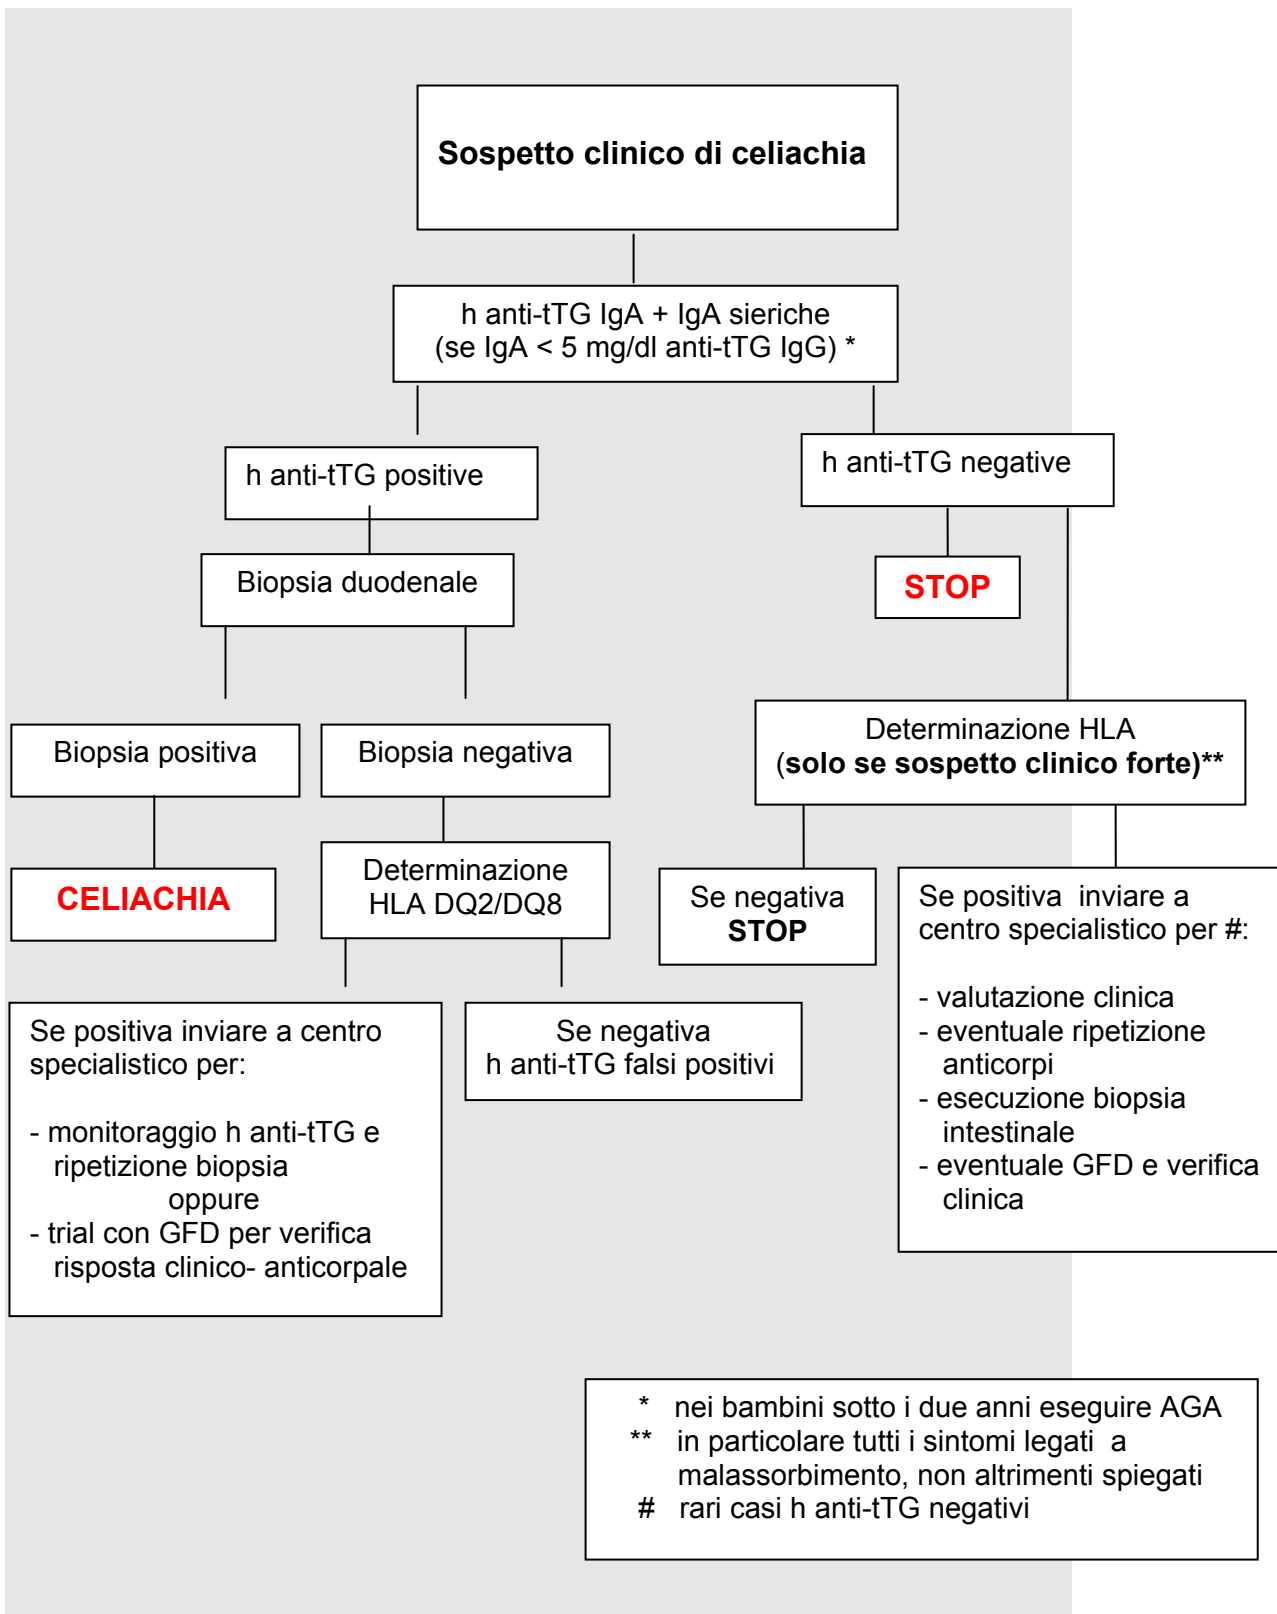 Sospetto clinico di celiachia
h anti-tTG IgA + IgA sieriche
(se IgA < 5 mg/dl anti-tTG IgG) *
h anti-tTG positive
h anti-tTG negative
Biopsia duodenale
STOP
Biopsia positiva
Biopsia negativa
Determinazione HLA
(solo se sospetto clinico forte)**
CELIACHIA
Determinazione
HLA DQ2/DQ8
Se negativa
STOP
Se positiva inviare a
centro specialistico per #:
- valutazione clinica
- eventuale ripetizione
anticorpi
- esecuzione biopsia
intestinale
- eventuale GFD e verifica
clinica
Se positiva inviare a centro
specialistico per:
- monitoraggio h anti-tTG e
ripetizione biopsia
oppure
- trial con GFD per verifica
risposta clinico- anticorpale
Se negativa
h anti-tTG falsi positivi
* nei bambini sotto i due anni eseguire AGA
** in particolare tutti i sintomi legati a
malassorbimento, non altrimenti spiegati
# rari casi h anti-tTG negativi